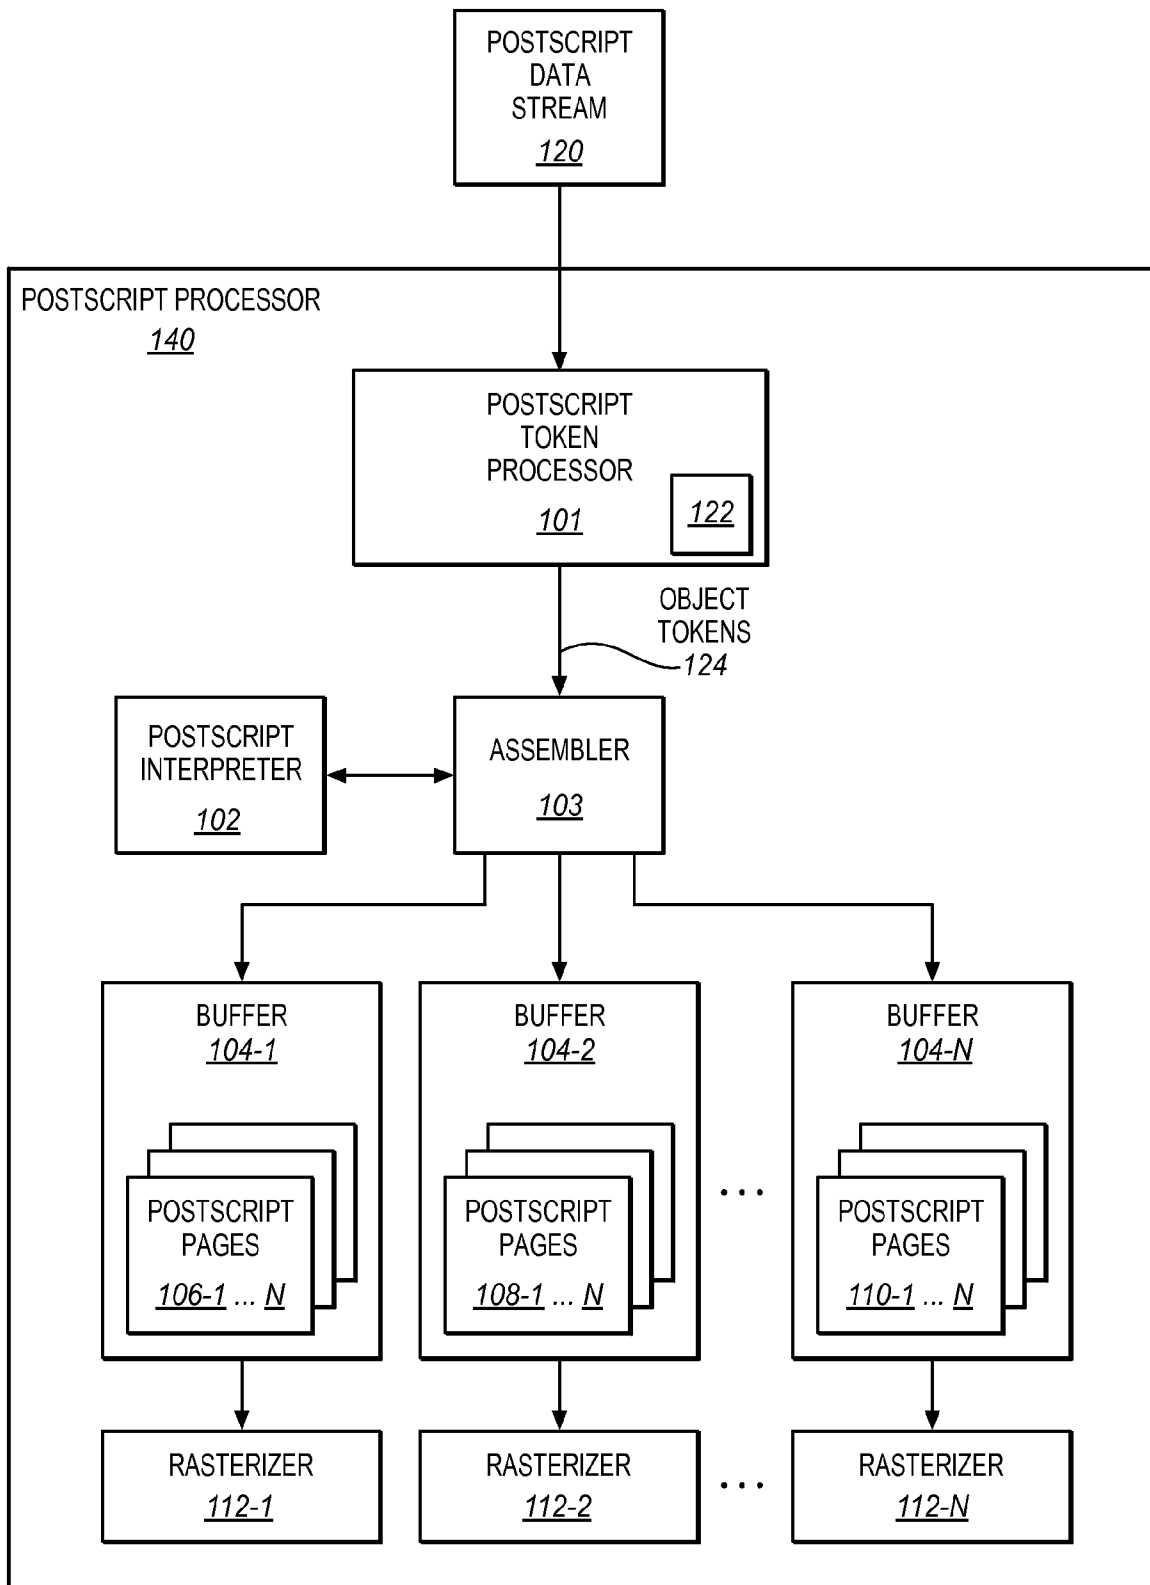 POSTSCRIPT
DATA
STREAM
120
POSTSCRIPT PROCESSOR
140
POSTSCRIPT
TOKEN
PROCESSOR
101
122
OBJECT
TOKENS
124
POSTSCRIPT
INTERPRETER
102
ASSEMBLER
103
BUFFER
104-1
POSTSCRIPT
PAGES
106-1 ... N
BUFFER
104-2
POSTSCRIPT
PAGES
108-1 ... N
...
BUFFER
104-N
POSTSCRIPT
PAGES
110-1 ... N
RASTERIZER
112-1
RASTERIZER
112-2
...
RASTERIZER
112-N